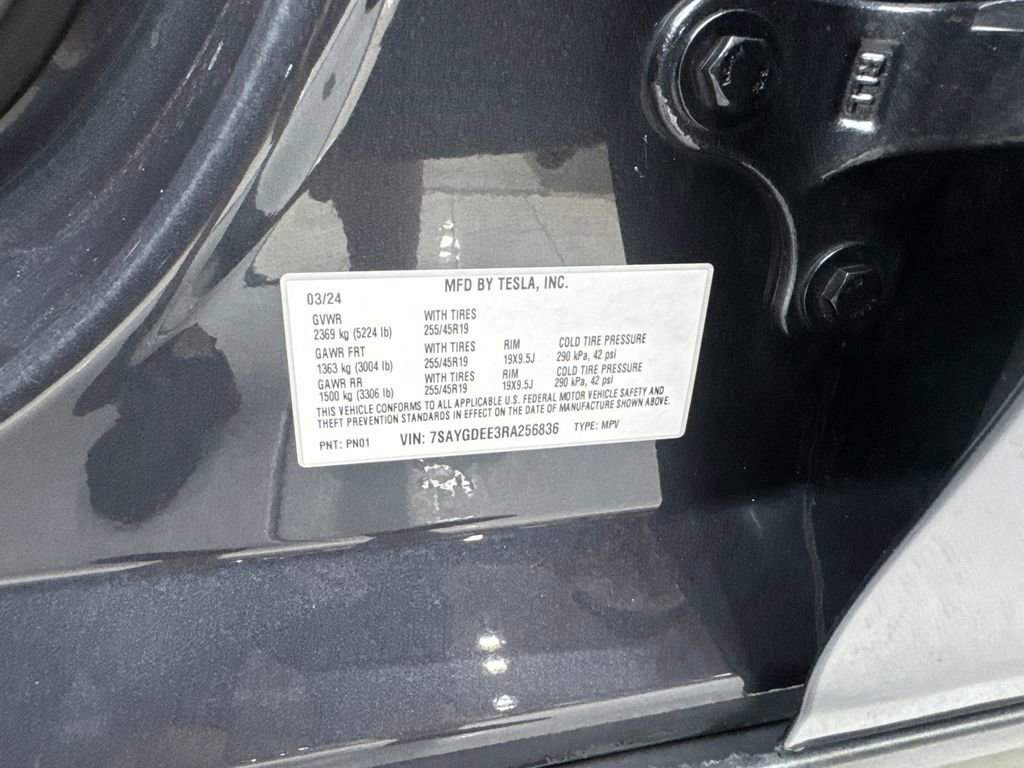 MFD BY TESLA, INC.
03/24
GVWR WITH TIRES
2369 kg (5224 lb) 255/45R19
GAWR FRT WITH TIRES RIM COLD TIRE PRESSURE
1363 kg (3004 lb) 255/45R19 19X9.5J 290 kPa, 42 psi
GAWR RR WITH TIRES RIM COLD TIRE PRESSURE
1500 kg (3306 lb) 255/45R19 19X9.5J 290 kPa, 42 psi
THIS VEHICLE CONFORMS TO ALL APPLICABLE U.S. FEDERAL MOTOR VEHICLE SAFETY AND
THEFT PREVENTION STANDARDS IN EFFECT ON THE DATE OF MANUFACTURE SHOWN ABOVE.
PNT: PN01 VIN: 7SAYGDEE3RA256836 TYPE: MPV